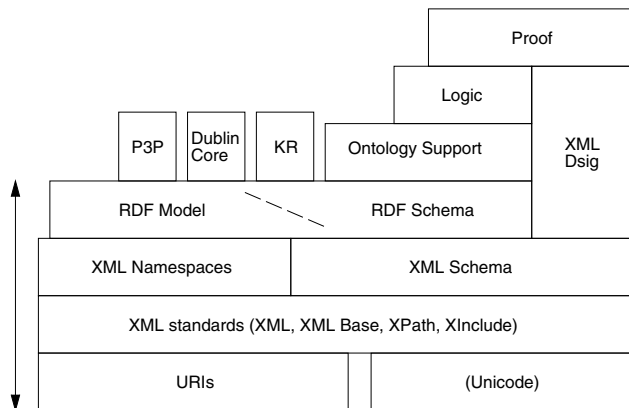 Proof
Logic
P3P
Dublin
Core
KR
Ontology Support
XML
Dsig
RDF Model
RDF Schema
XML Namespaces
XML Schema
XML standards (XML, XML Base, XPath, XInclude)
URIs
(Unicode)